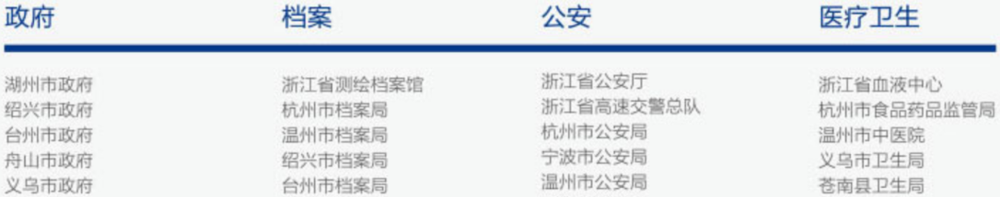 政府 档案 公安 医疗卫生
湖州市政府 浙江省测绘档案馆 浙江省公安厅 浙江省血液中心
绍兴市政府 杭州市档案局 浙江省高速交警总队 杭州市食品药品监管局
台州市政府 温州市档案局 杭州市公安局 温州市中医院
舟山市政府 绍兴市档案局 宁波市公安局 义乌市卫生局
义乌市政府 台州市档案局 温州市公安局 苍南县卫生局